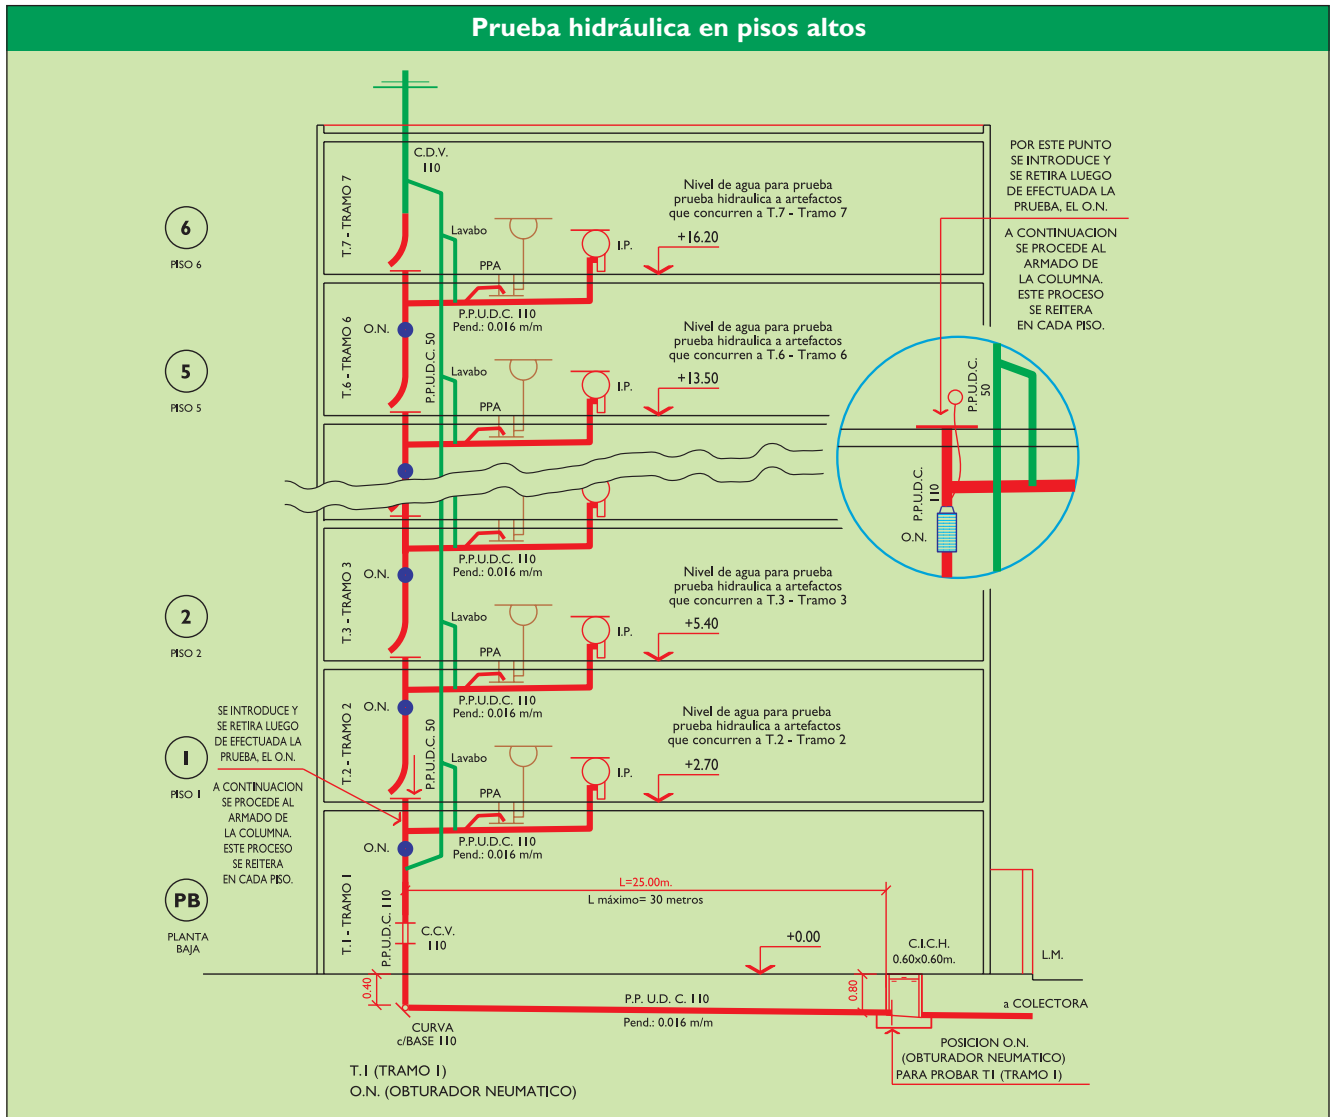 Prueba hidráulica en pisos altos
C.D.V.
110
T.7 - TRAMO 7
6
PISO 6
Lavabo
PPA
I.P.
Nivel de agua para prueba
prueba hidraulica a artefactos
que concurren a T.7 - Tramo 7
+16.20
P.P.U.D.C. 110
Pend.: 0.016 m/m
POR ESTE PUNTO
SE INTRODUCE Y
SE RETIRA LUEGO
DE EFECTUADA LA
PRUEBA, EL O.N.
A CONTINUACION
SE PROCEDE AL
ARMADO DE
LA COLUMNA.
ESTE PROCESO
SE REITERA
EN CADA PISO.
O.N.
T.6 - TRAMO 6
P.P.U.D.C. 50
5
PISO 5
Lavabo
PPA
I.P.
Nivel de agua para prueba
prueba hidraulica a artefactos
que concurren a T.6 - Tramo 6
+13.50
P.P.U.D.C.
50
P.P.U.D.C.
110
O.N.
P.P.U.D.C. 110
Pend.: 0.016 m/m
O.N.
T.3 - TRAMO 3
2
PISO 2
Lavabo
PPA
I.P.
Nivel de agua para prueba
prueba hidraulica a artefactos
que concurren a T.3 - Tramo 3
+5.40
P.P.U.D.C. 110
Pend.: 0.016 m/m
O.N.
T.2 - TRAMO 2
P.P.U.D.C. 50
SE INTRODUCE Y
SE RETIRA LUEGO
DE EFECTUADA LA
PRUEBA, EL O.N.
A CONTINUACION
SE PROCEDE AL
ARMADO DE
LA COLUMNA.
ESTE PROCESO
SE REITERA
EN CADA PISO.
1
PISO 1
Lavabo
PPA
I.P.
Nivel de agua para prueba
prueba hidraulica a artefactos
que concurren a T.2 - Tramo 2
+2.70
P.P.U.D.C. 110
Pend.: 0.016 m/m
O.N.
T.1 - TRAMO 1
P.P.U.D.C. 110
PB
PLANTA
BAJA
L=25.00m.
L máximo= 30 metros
C.C.V.
110
+0.00
C.I.C.H.
0.60x0.60m.
L.M.
0.40
0.80
P.P. U.D. C. 110
Pend.: 0.016 m/m
a COLECTORA
CURVA
c/BASE 110
POSICION O.N.
(OBTURADOR NEUMATICO)
PARA PROBAR T1 (TRAMO 1)
T.1 (TRAMO 1)
O.N. (OBTURADOR NEUMATICO)